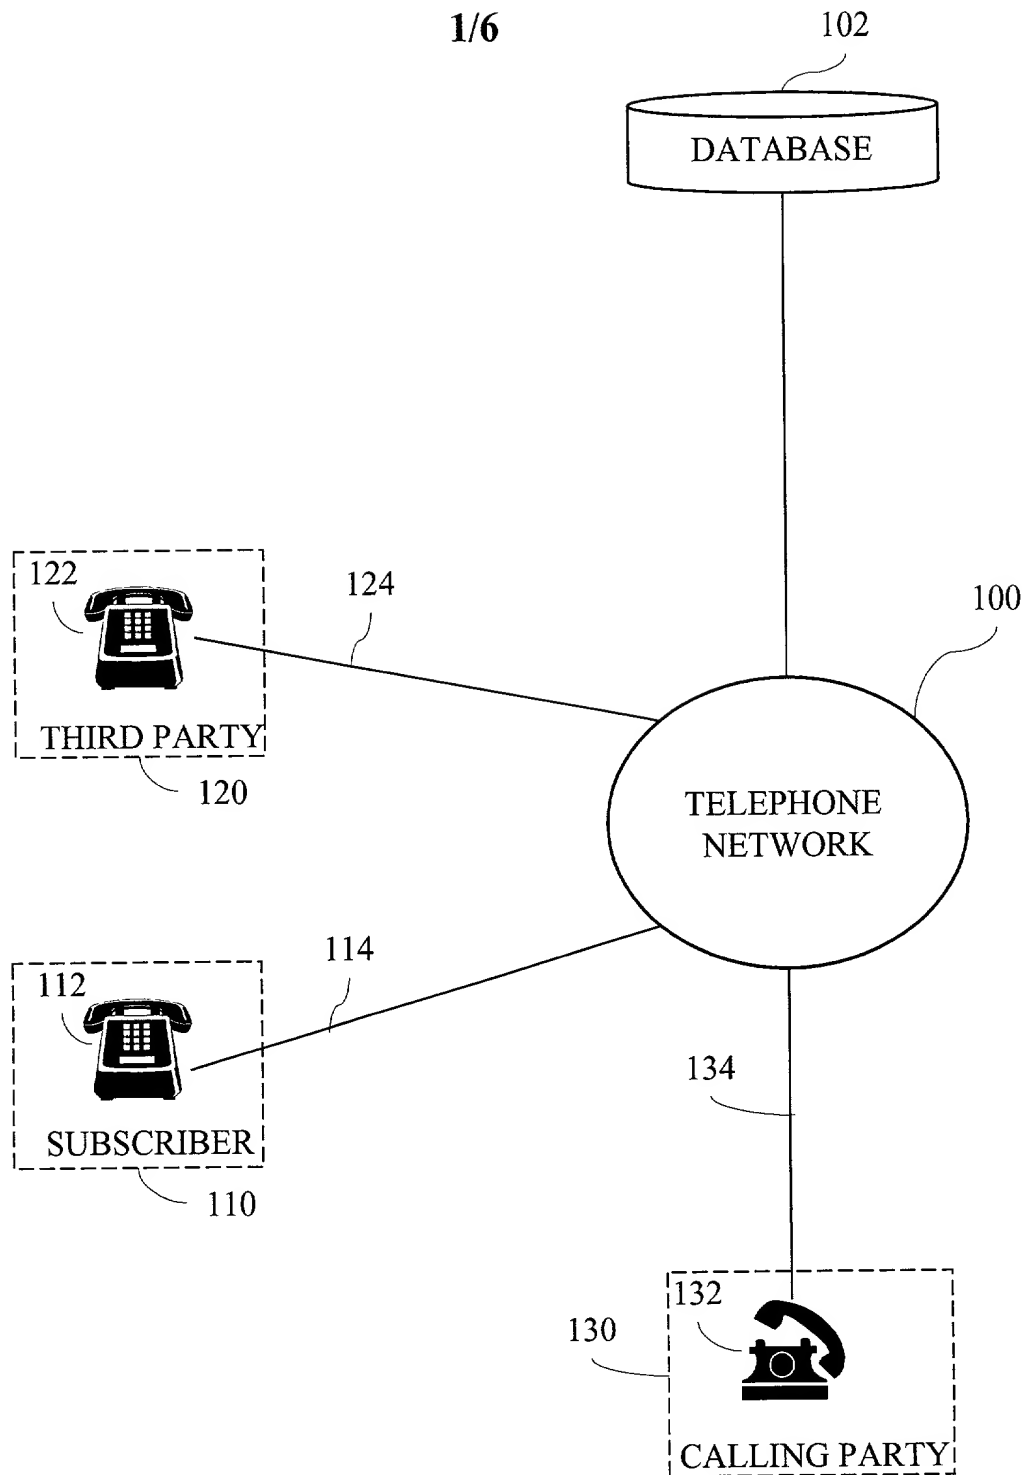 1/6
102
DATABASE
122
124
100
THIRD PARTY
120
TELEPHONE
NETWORK
112
114
SUBSCRIBER
110
134
132
130
CALLING PARTY